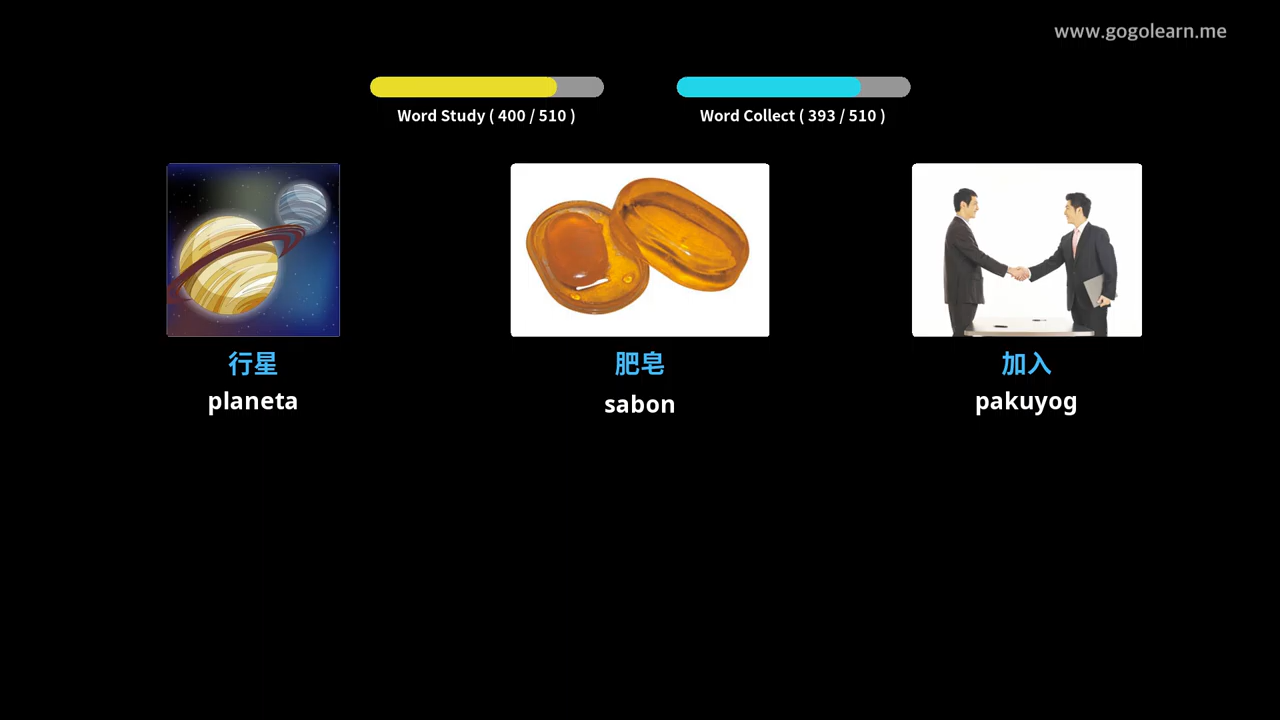 www.gogolearn.me
Word Study ( 400 / 510 )
Word Collect ( 393 / 510 )
行星
肥皂
加入
planeta
sabon
pakuyog